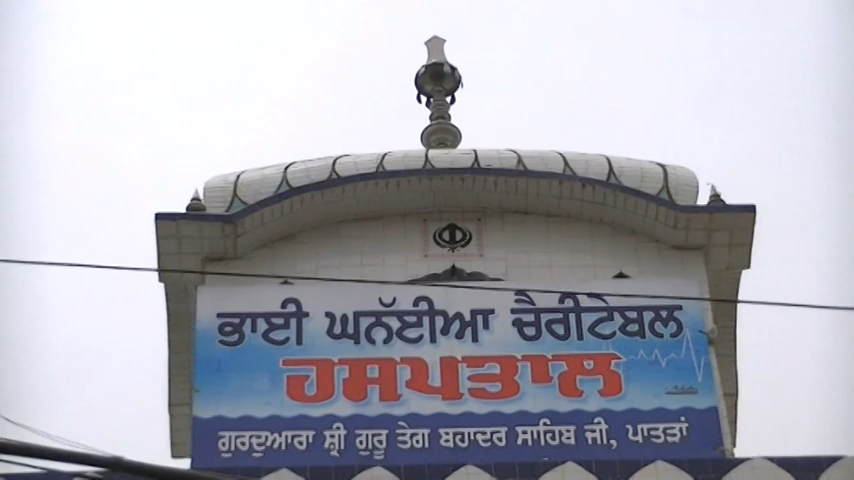 ਭਾਈ ਘਨੱਈਆ ਚੈਰੀਟੇਬਲ
ਹਸਪਤਾਲ
ਗੁਰਦੁਆਰਾ ਸ਼੍ਰੀ ਗੁਰੂ ਤੇਗ ਬਹਾਦਰ ਸਾਹਿਬ ਜੀ, ਪਾਤੜਾਂ